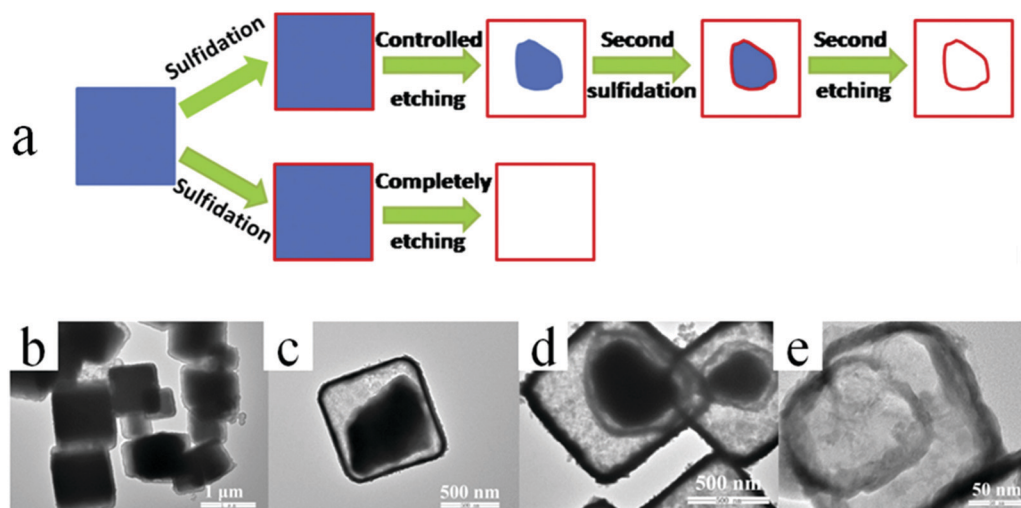 a
Sulfidation
Controlled
etching
Second
sulfidation
Second
etching
Sulfidation
Completely
etching
b
1 μm
c
500 nm
d
500 nm
e
50 nm